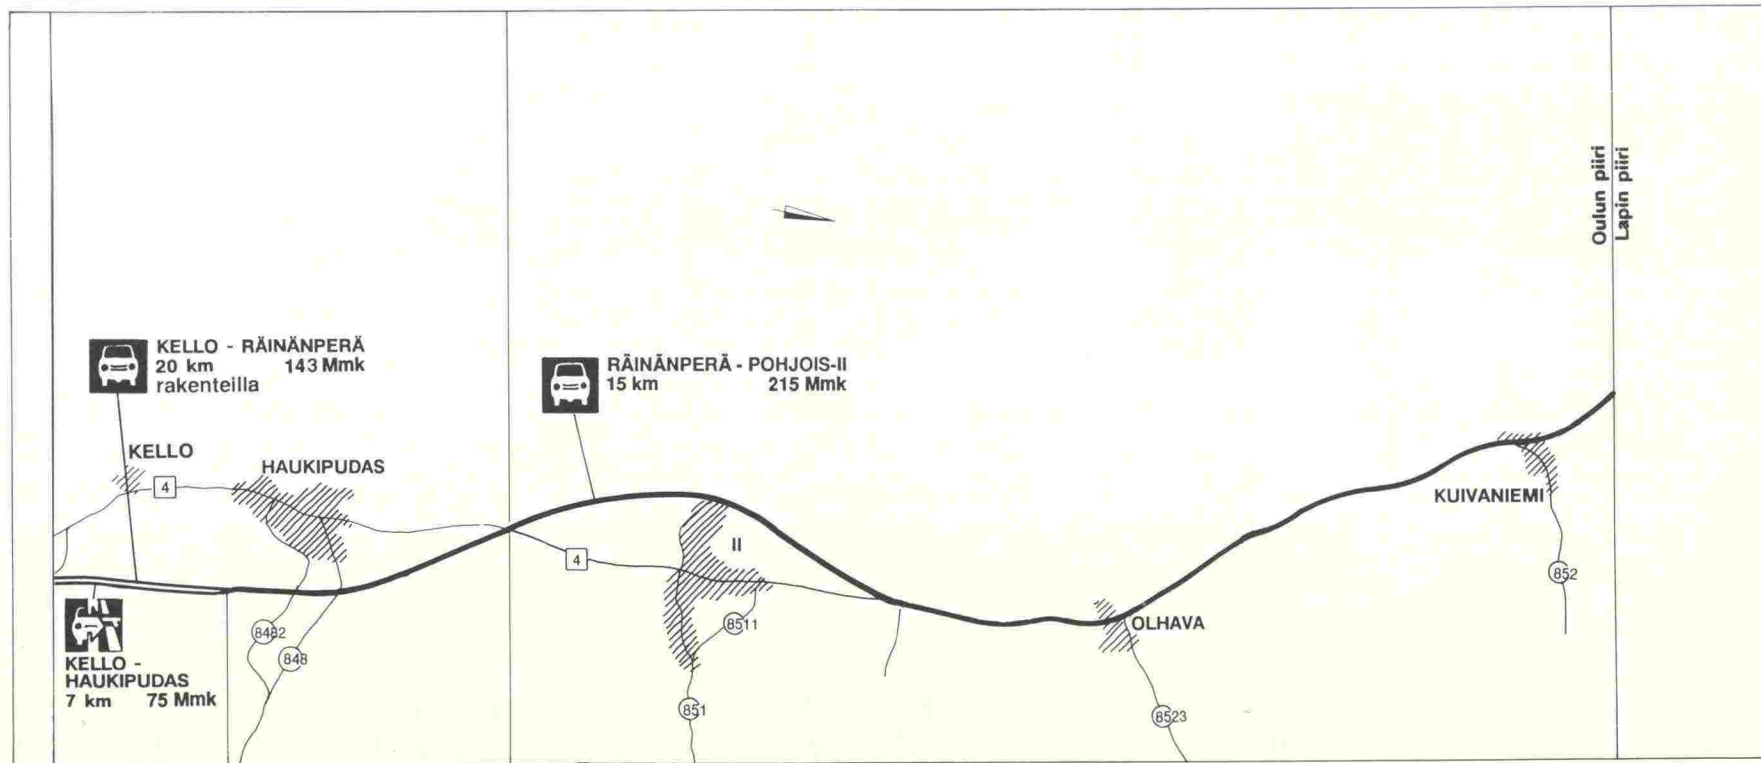 Oulun piiri
Lapin piiri
KELLO - RÄINÄNPERÄ
20 km 143 Mmk
rakenteilla
RÄINÄNPERÄ - POHJOIS-II
15 km 215 Mmk
KELLO
4
HAUKIPUDAS
KUIVANIEMI
II
4
852
KELLO -
HAUKIPUDAS
7 km 75 Mmk
8482
848
8511
OLHAVA
851
8523